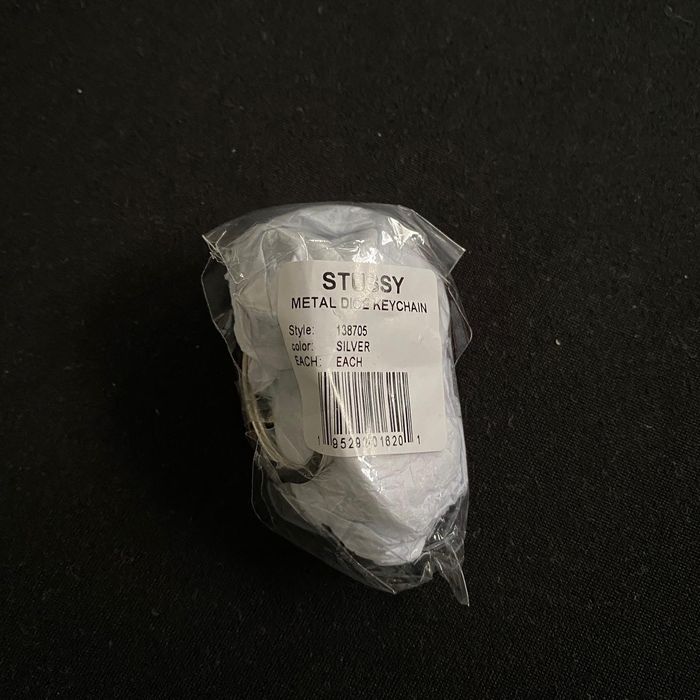 STUSSY
METAL DICE KEYCHAIN
Style: 138705
color: SILVER
EACH: EACH